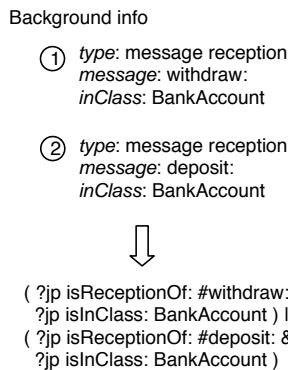 Background info
1 type: message reception
message: withdraw:
inClass: BankAccount
2 type: message reception
message: deposit:
inClass: BankAccount
( ?jp isReceptionOf: #withdraw:
?jp isInClass: BankAccount ) |
( ?jp isReceptionOf: #deposit: &
?jp isInClass: BankAccount )